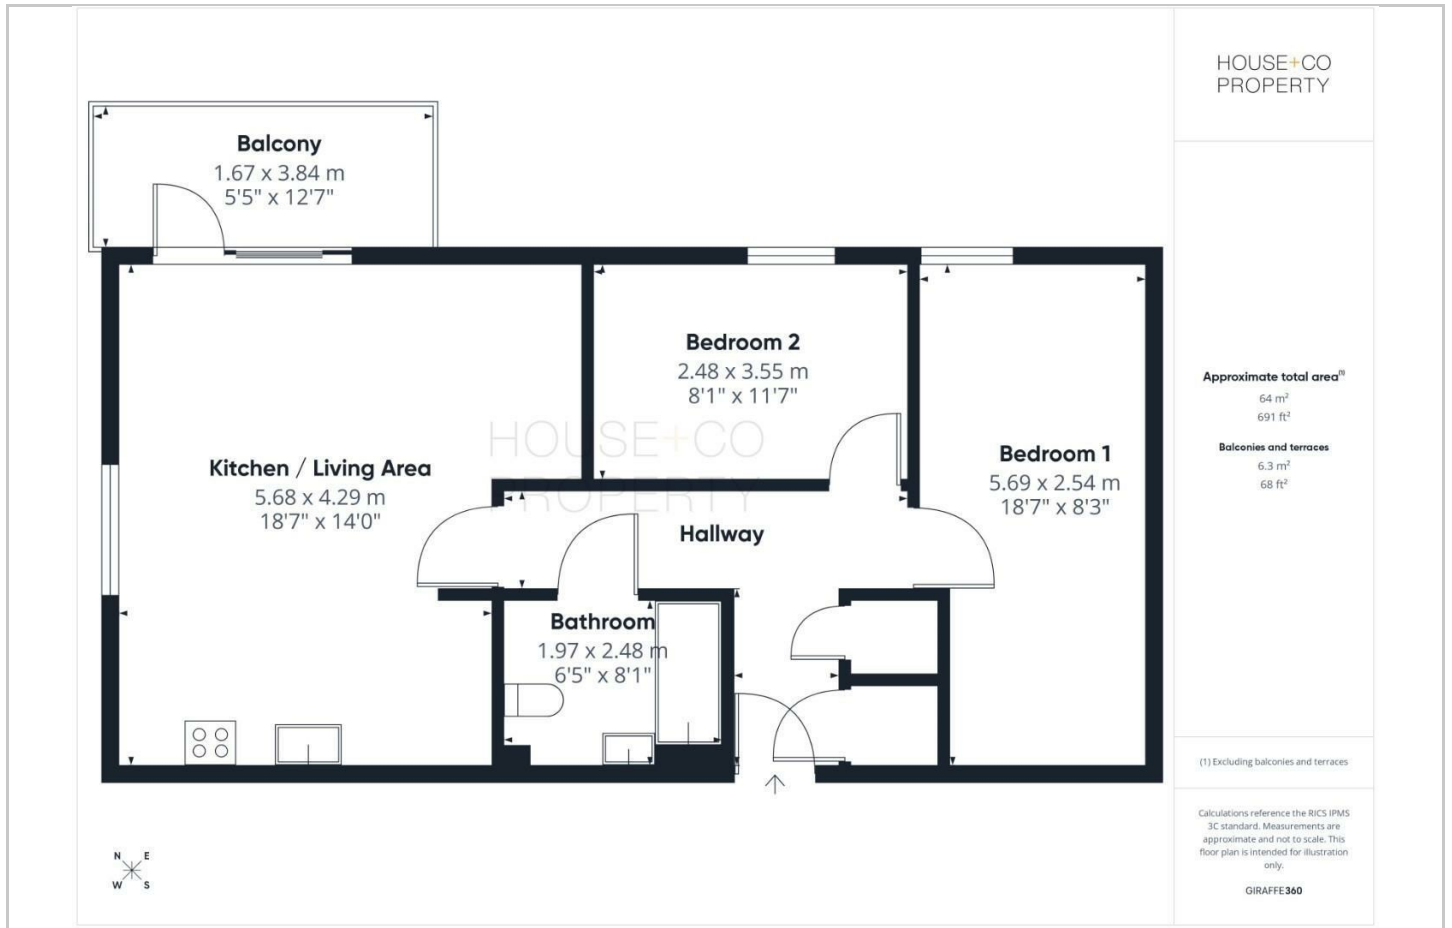 Balcony
1.67 x 3.84 m
5'5" x 12'7"
Bedroom 2
2.48 x 3.55 m
8'1" x 11'7"
HOUSE+CO
PROPERTY
Kitchen / Living Area
5.68 x 4.29 m
18'7" x 14'0"
Bedroom 1
5.69 x 2.54 m
18'7" x 8'3"
Hallway
Bathroom
1.97 x 2.48 m
6'5" x 8'1"
N E
W S
HOUSE+CO
PROPERTY
Approximate total area(1)
64 m²
691 ft²
Balconies and terraces
6.3 m²
68 ft²
(1) Excluding balconies and terraces
Calculations reference the RICS IPMS
3C standard. Measurements are
approximate and not to scale. This
floor plan is intended for illustration
only.
GIRAFFE360